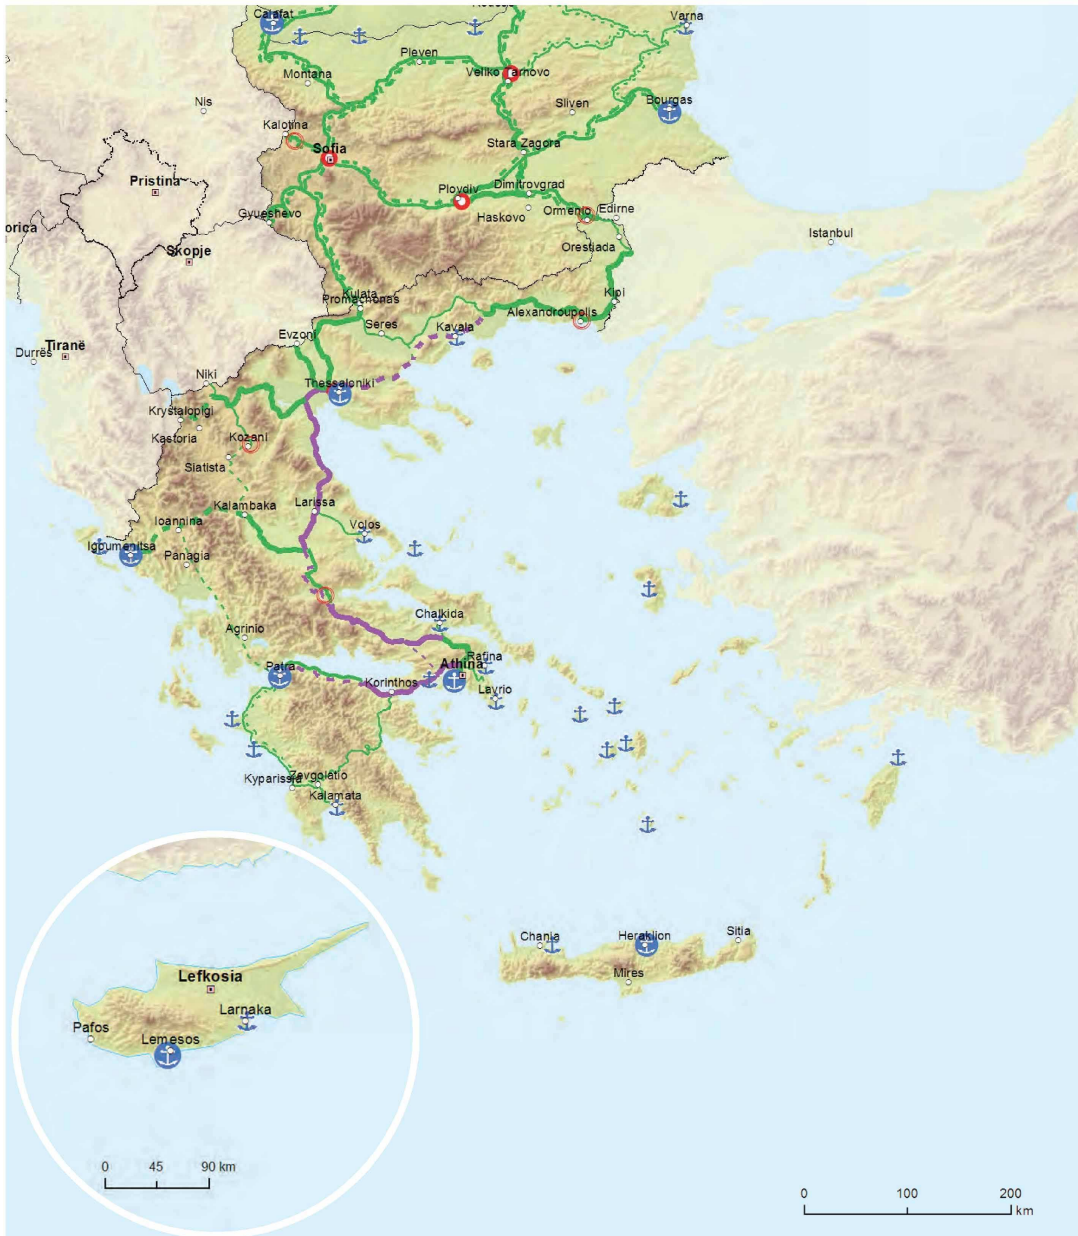 Calafat
Varna
Pleven
Montana
Veliko Tarnovo
Nis
Sliven
Bourgas
Kalotina
Sofia
Stara Zagora
Pristina
Plovdiv
Dimitrovgrad
Haskovo
Ormenio
/Edirne
Gyueshevo
orica
Istanbul
Orestiada
Skopje
Kulata
Promachonas
Kipi
Alexandroupolis
Seres
Kavala
Evzoni
Tiranë
Durrës
Niki
Thessaloniki
Krystalopigi
Kastoria
Kozani
Siatista
Kalambaka
Larissa
Ioannina
Volos
Igoumenitsa
Panagia
Chalkida
Agrinio
Rafina
Athina
Patra
Korinthos
Lavrio
Zevgolatio
Kyparissia
Kalamata
Chania
Heraklion
Sitia
Mires
Lefkosia
Larnaka
Pafos
Lemesos
0 45 90 km
0 100 200
km